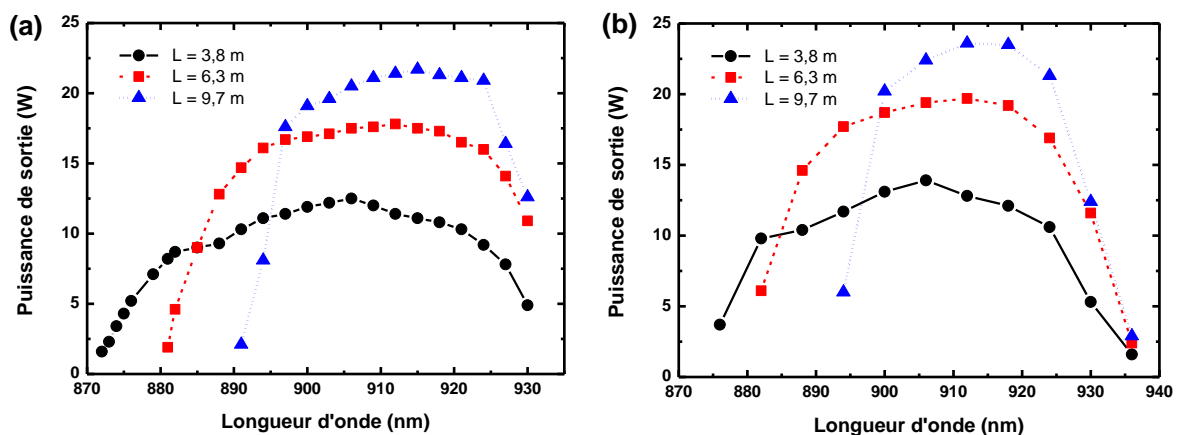 (a)
25
20
15
10
5
0
Puissance de sortie (W)
L = 3,8 m
L = 6,3 m
L = 9,7 m
870 880 890 900 910 920 930
Longueur d'onde (nm)
(b)
25
20
15
10
5
0
Puissance de sortie (W)
L = 3,8 m
L = 6,3 m
L = 9,7 m
870 880 890 900 910 920 930 940
Longueur d'onde (nm)